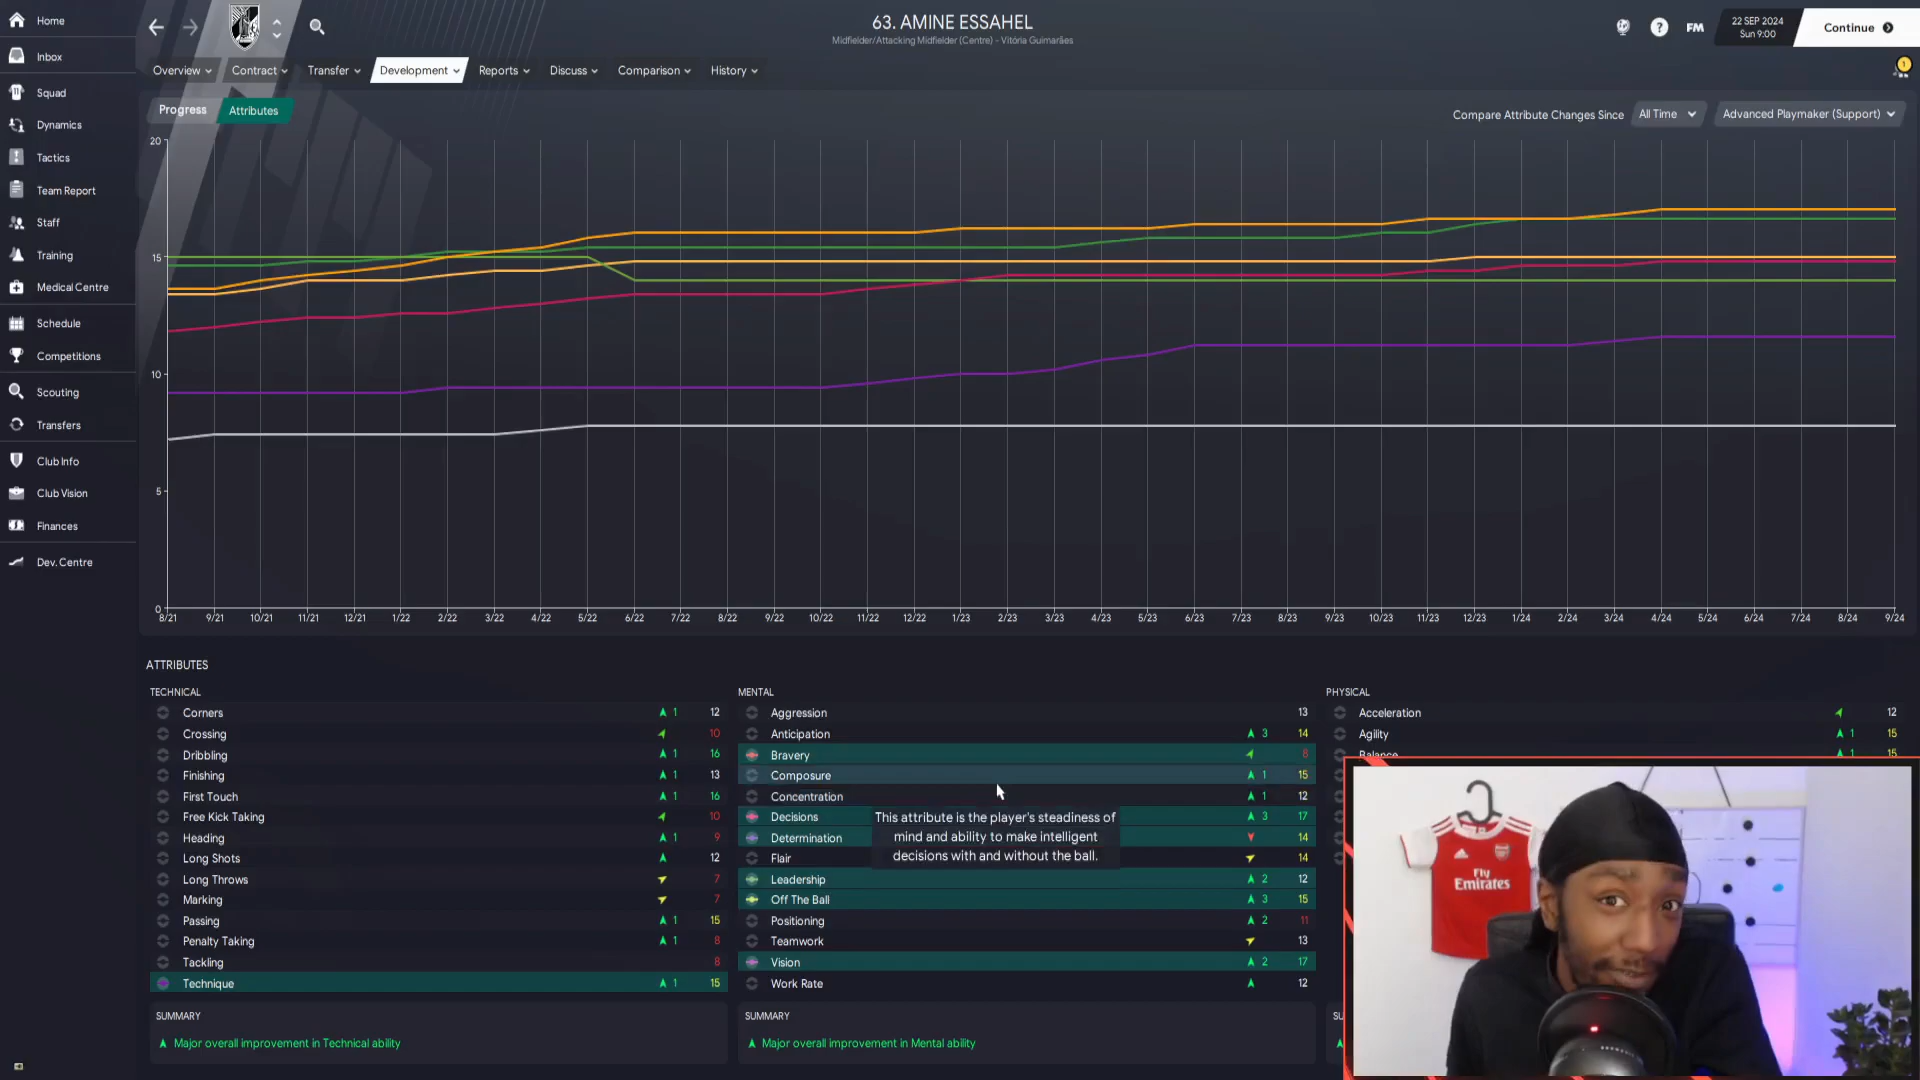 Home
Inbox
Squad
Dynamics
Tactics
Team Report
Staff
Training
Medical Centre
Schedule
Competitions
Scouting
Transfers
Club Info
Club Vision
Finances
Dev. Centre
63. AMINE ESSAHEL
Midfielder/Attacking Midfielder (Centre) - Vitória Guimarães
FM
22 SEP 2024
Sun 9:00
Continue
1
Overview Contract Transfer Development Reports Discuss Comparison History
Progress Attributes
Compare Attribute Changes Since All Time Advanced Playmaker (Support)
20
15
10
5
0
8/21 9/21 10/21 11/21 12/21 1/22 2/22 3/22 4/22 5/22 6/22 7/22 8/22 9/22 10/22 11/22 12/22 1/23 2/23 3/23 4/23 5/23 6/23 7/23 8/23 9/23 10/23 11/23 12/23 1/24 2/24 3/24 4/24 5/24 6/24 7/24 8/24 9/24
ATTRIBUTES
TECHNICAL
Corners 1 12
Crossing 10
Dribbling 1 16
Finishing 1 13
First Touch 1 16
Free Kick Taking 10
Heading 1 9
Long Shots 12
Long Throws 7
Marking 7
Passing 1 15
Penalty Taking 1 8
Tackling 8
Technique 1 15
SUMMARY
Major overall improvement in Technical ability
MENTAL
Aggression 13
Anticipation 3 14
Bravery 8
Composure 1 15
Concentration 1 12
Decisions 3 17
Determination 14
Flair 14
Leadership 2 12
Off The Ball 3 15
Positioning 2 11
Teamwork 13
Vision 2 17
Work Rate 12
This attribute is the player's steadiness of
mind and ability to make intelligent
decisions with and without the ball.
SUMMARY
Major overall improvement in Mental ability
PHYSICAL
Acceleration 12
Agility 1 15
Balance 1 15
SU
Fly
Emirates